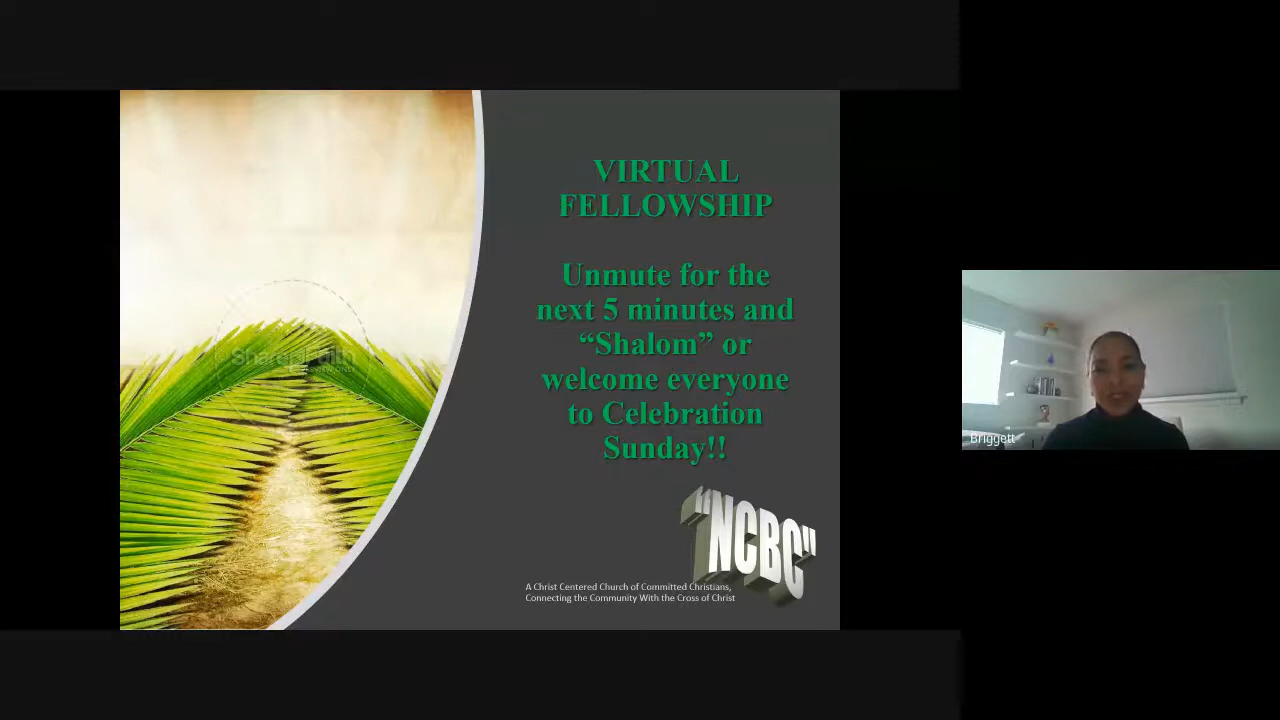 VIRTUAL
FELLOWSHIP
Unmute for the
next 5 minutes and
“Shalom” or
welcome everyone
to Celebration
Sunday!!
"NCBC"
A Christ Centered Church of Committed Christians,
Connecting the Community With the Cross of Christ
Briggett